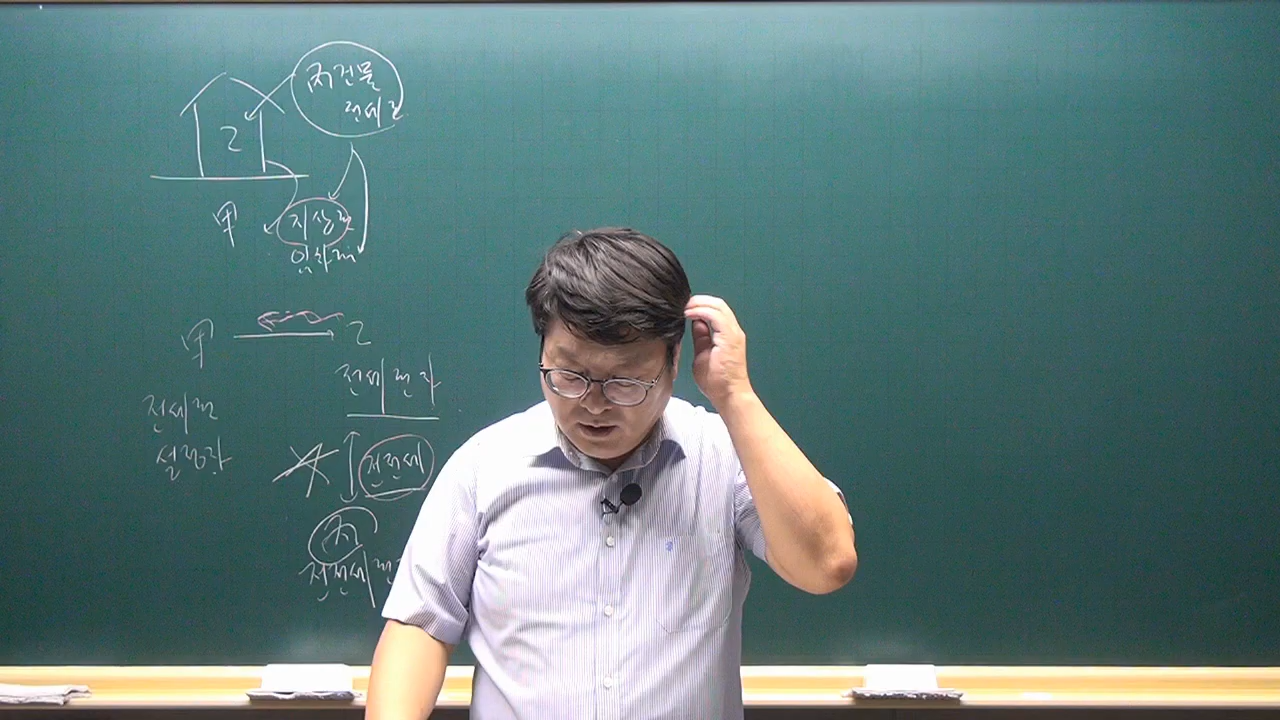 丙건물
전세권
乙
甲
지상권
임차권
甲 乙
전세권자
전세권
설정자
전전세
丙
전전세권